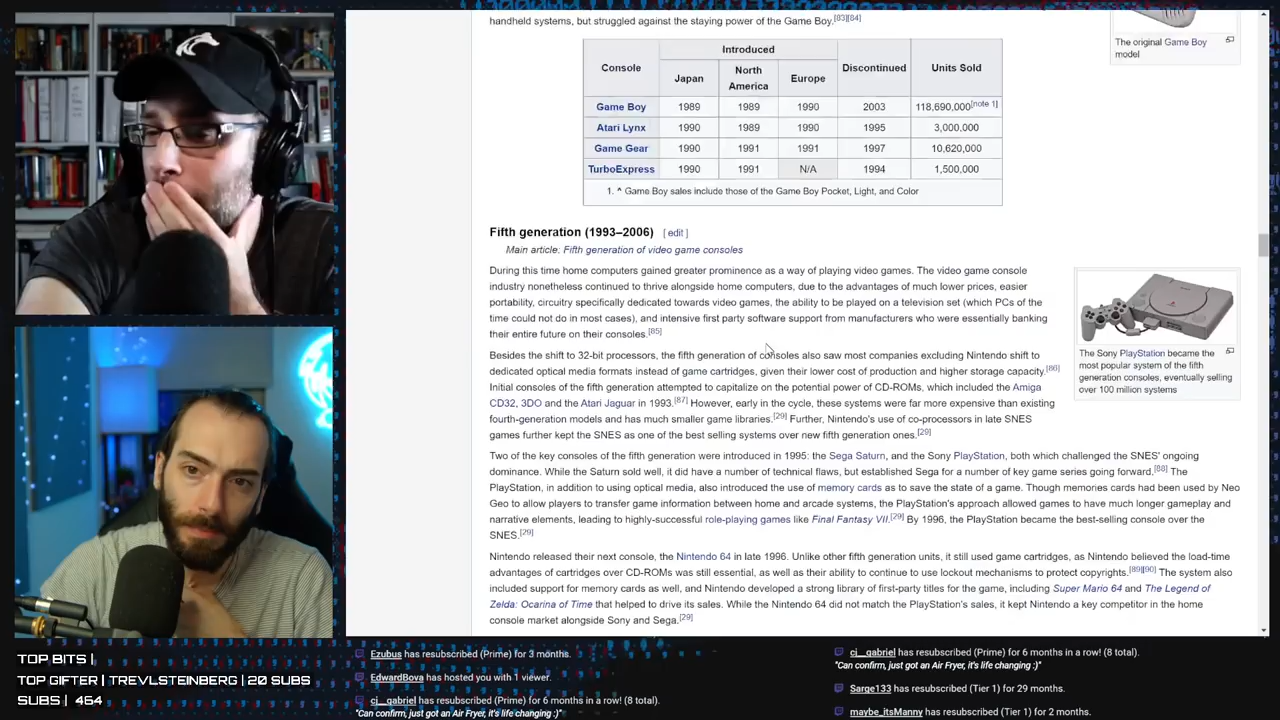 handheld systems, but struggled against the staying power of the Game Boy.[83][84]
The original Game Boy
model
Console
Introduced
Discontinued
Units Sold
Japan
North
America
Europe
Game Boy 1989 1989 1990 2003 118,690,000[note 1]
Atari Lynx 1990 1989 1990 1995 3,000,000
Game Gear 1990 1991 1991 1997 10,620,000
TurboExpress 1990 1991 N/A 1994 1,500,000
1. ^ Game Boy sales include those of the Game Boy Pocket, Light, and Color
Fifth generation (1993–2006) [ edit ]
Main article: Fifth generation of video game consoles
During this time home computers gained greater prominence as a way of playing video games. The video game console
industry nonetheless continued to thrive alongside home computers, due to the advantages of much lower prices, easier
portability, circuitry specifically dedicated towards video games, the ability to be played on a television set (which PCs of the
time could not do in most cases), and intensive first party software support from manufacturers who were essentially banking
their entire future on their consoles.[85]
The Sony PlayStation became the
most popular system of the fifth
generation consoles, eventually selling
over 100 million systems
Besides the shift to 32-bit processors, the fifth generation of consoles also saw most companies excluding Nintendo shift to
dedicated optical media formats instead of game cartridges, given their lower cost of production and higher storage capacity.[86]
Initial consoles of the fifth generation attempted to capitalize on the potential power of CD-ROMs, which included the Amiga
CD32, 3DO and the Atari Jaguar in 1993.[87] However, early in the cycle, these systems were far more expensive than existing
fourth-generation models and has much smaller game libraries.[29] Further, Nintendo's use of co-processors in late SNES
games further kept the SNES as one of the best selling systems over new fifth generation ones.[29]
Two of the key consoles of the fifth generation were introduced in 1995: the Sega Saturn, and the Sony PlayStation, both which challenged the SNES' ongoing
dominance. While the Saturn sold well, it did have a number of technical flaws, but established Sega for a number of key game series going forward.[88] The
PlayStation, in addition to using optical media, also introduced the use of memory cards as to save the state of a game. Though memories cards had been used by Neo
Geo to allow players to transfer game information between home and arcade systems, the PlayStation's approach allowed games to have much longer gameplay and
narrative elements, leading to highly-successful role-playing games like Final Fantasy VII.[29] By 1996, the PlayStation became the best-selling console over the
SNES.[29]
Nintendo released their next console, the Nintendo 64 in late 1996. Unlike other fifth generation units, it still used game cartridges, as Nintendo believed the load-time
advantages of cartridges over CD-ROMs was still essential, as well as their ability to continue to use lockout mechanisms to protect copyrights.[89][90] The system also
included support for memory cards as well, and Nintendo developed a strong library of first-party titles for the game, including Super Mario 64 and The Legend of
Zelda: Ocarina of Time that helped to drive its sales. While the Nintendo 64 did not match the PlayStation's sales, it kept Nintendo a key competitor in the home
console market alongside Sony and Sega.[29]
TOP BITS |
TOP GIFTER | TREVLSTEINBERG | 20 SUBS
SUBS | 464
Ezubus has resubscribed (Prime) for 3 months.
EdwardBova has hosted you with 1 viewer.
cj__gabriel has resubscribed (Prime) for 6 months in a row! (8 total).
"Can confirm, just got an Air Fryer, it's life changing :)"
cj__gabriel has resubscribed (Prime) for 6 months in a row! (8 total).
"Can confirm, just got an Air Fryer, it's life changing :)"
Sarge133 has resubscribed (Tier 1) for 29 months.
maybe_itsManny has resubscribed (Tier 1) for 2 months.